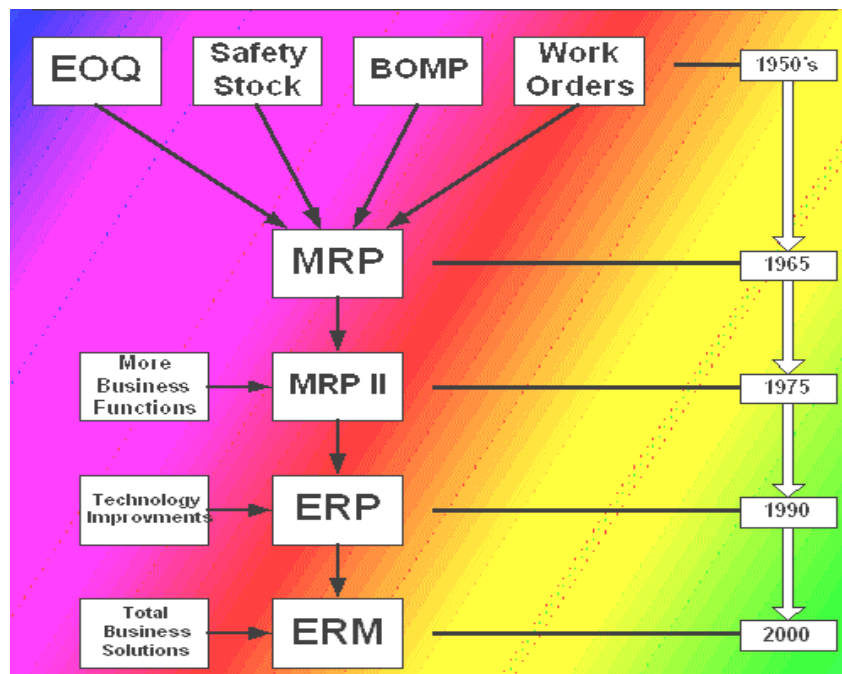 EOQ
Safety
Stock
BOMP
Work
Orders
1950's
MRP
1965
More
Business
Functions
MRP II
1975
Technology
Improvments
ERP
1990
Total
Business
Solutions
ERM
2000